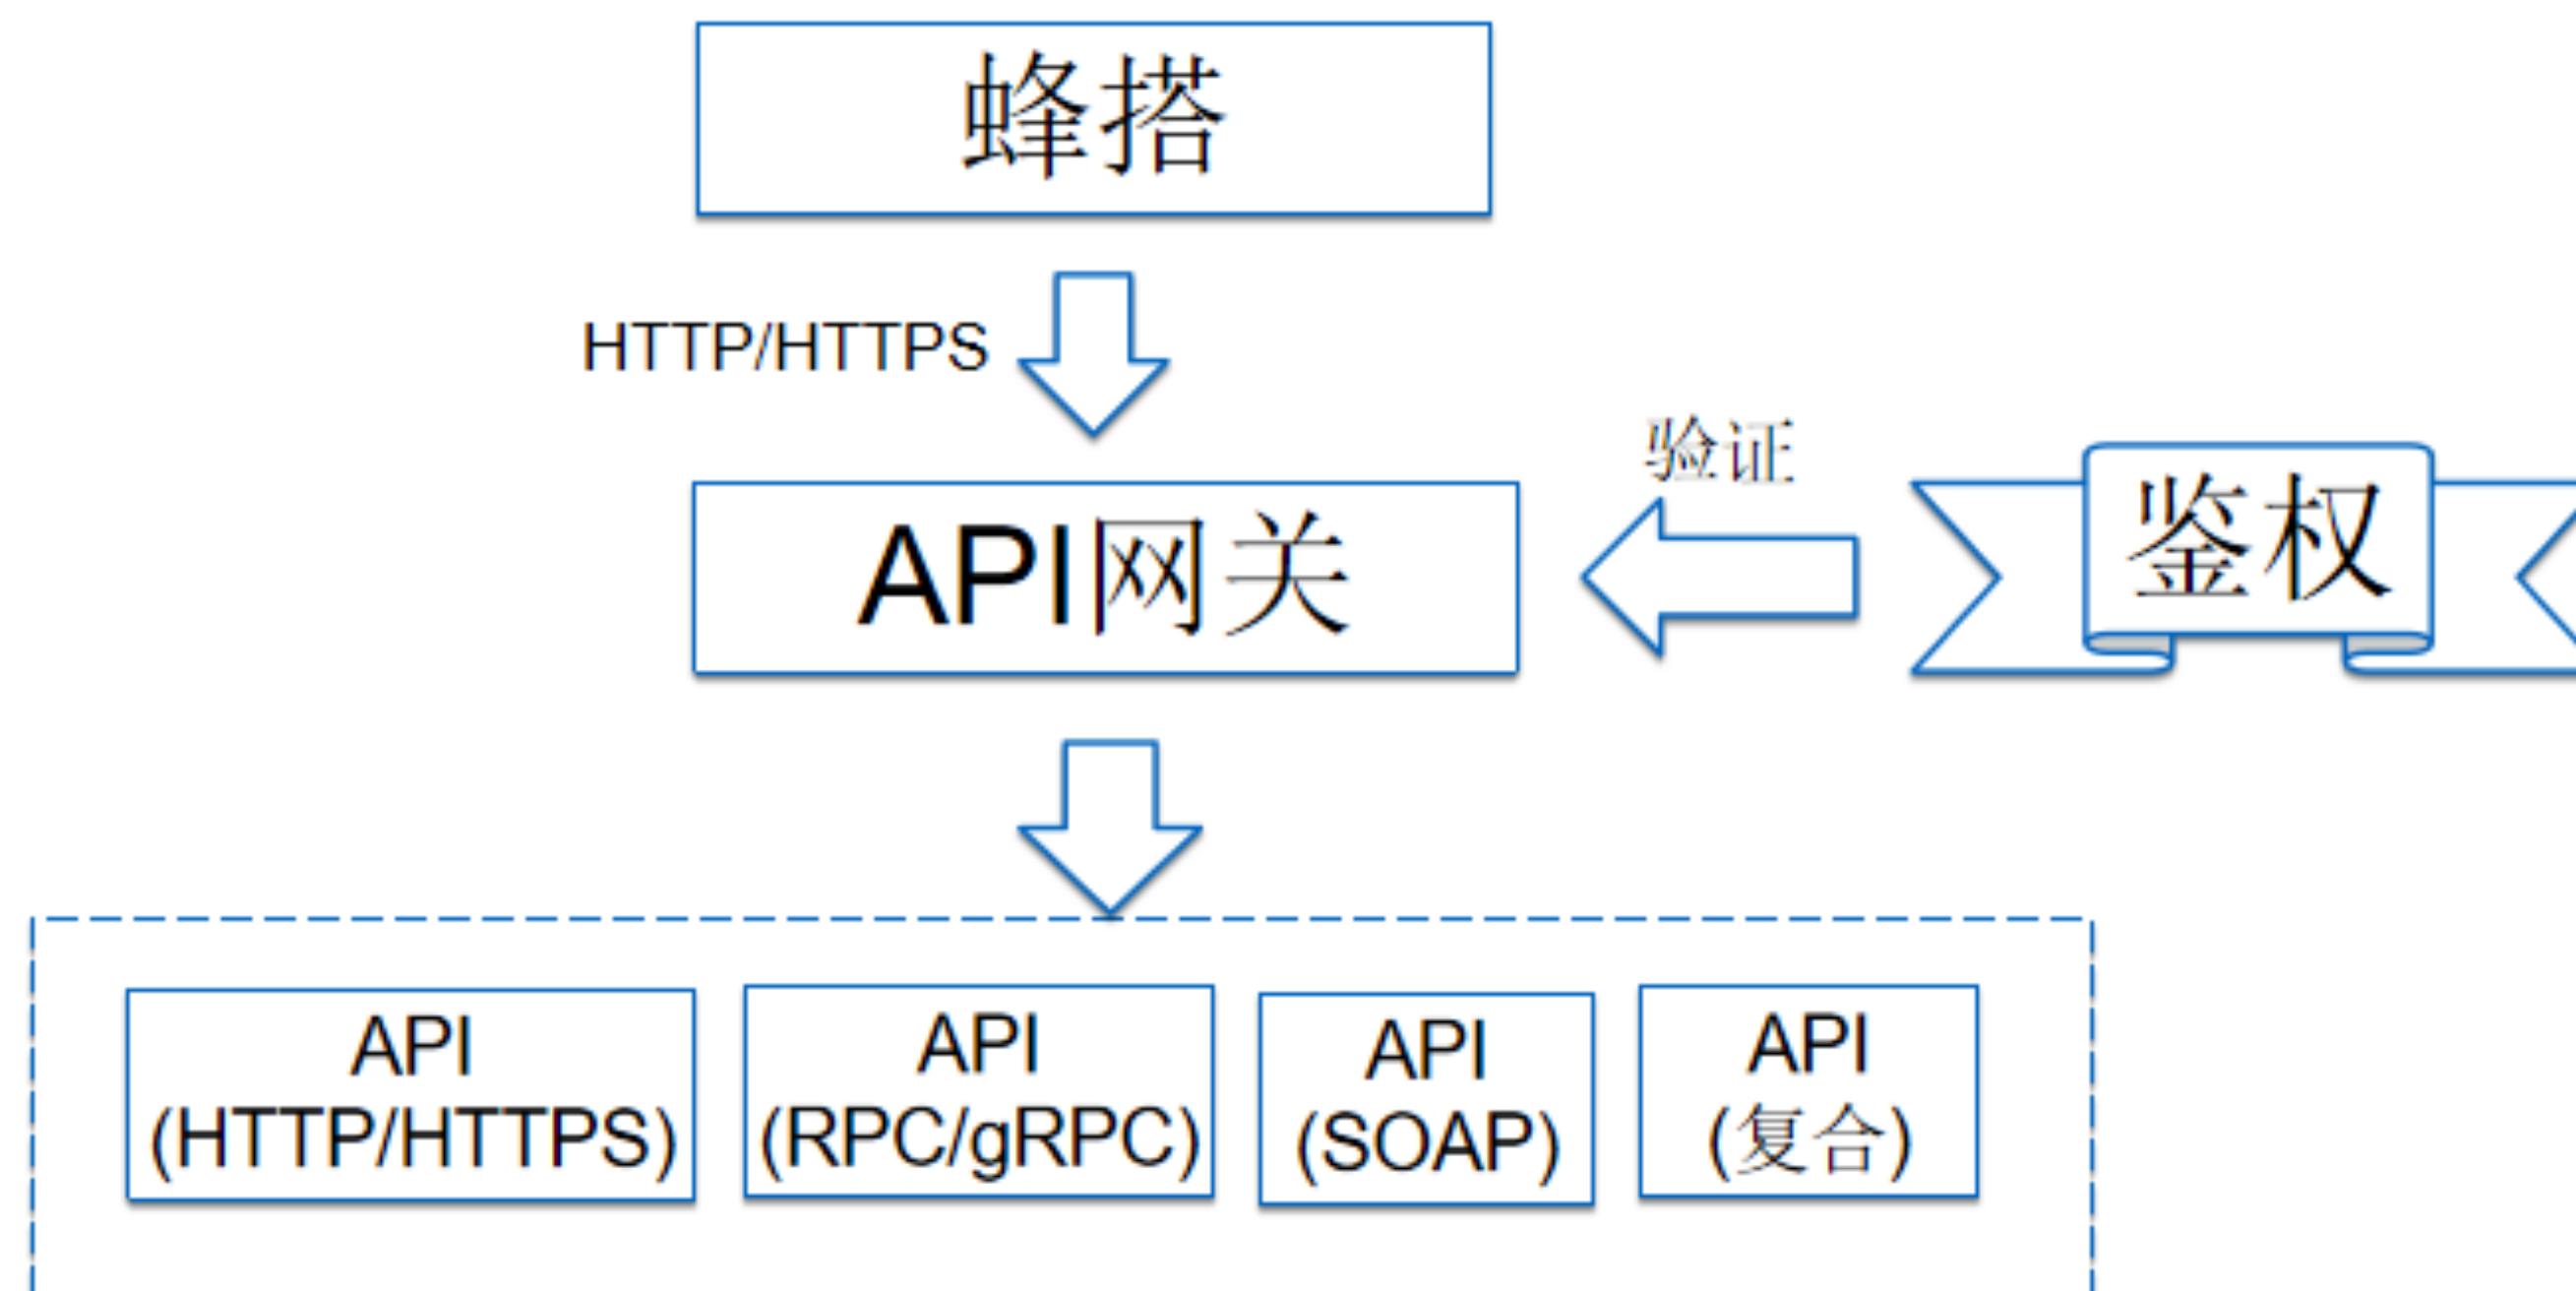 蜂搭
HTTP/HTTPS
验证
API网关
鉴权
API
(HTTP/HTTPS)
API
(RPC/gRPC)
API
(SOAP)
API
(复合)